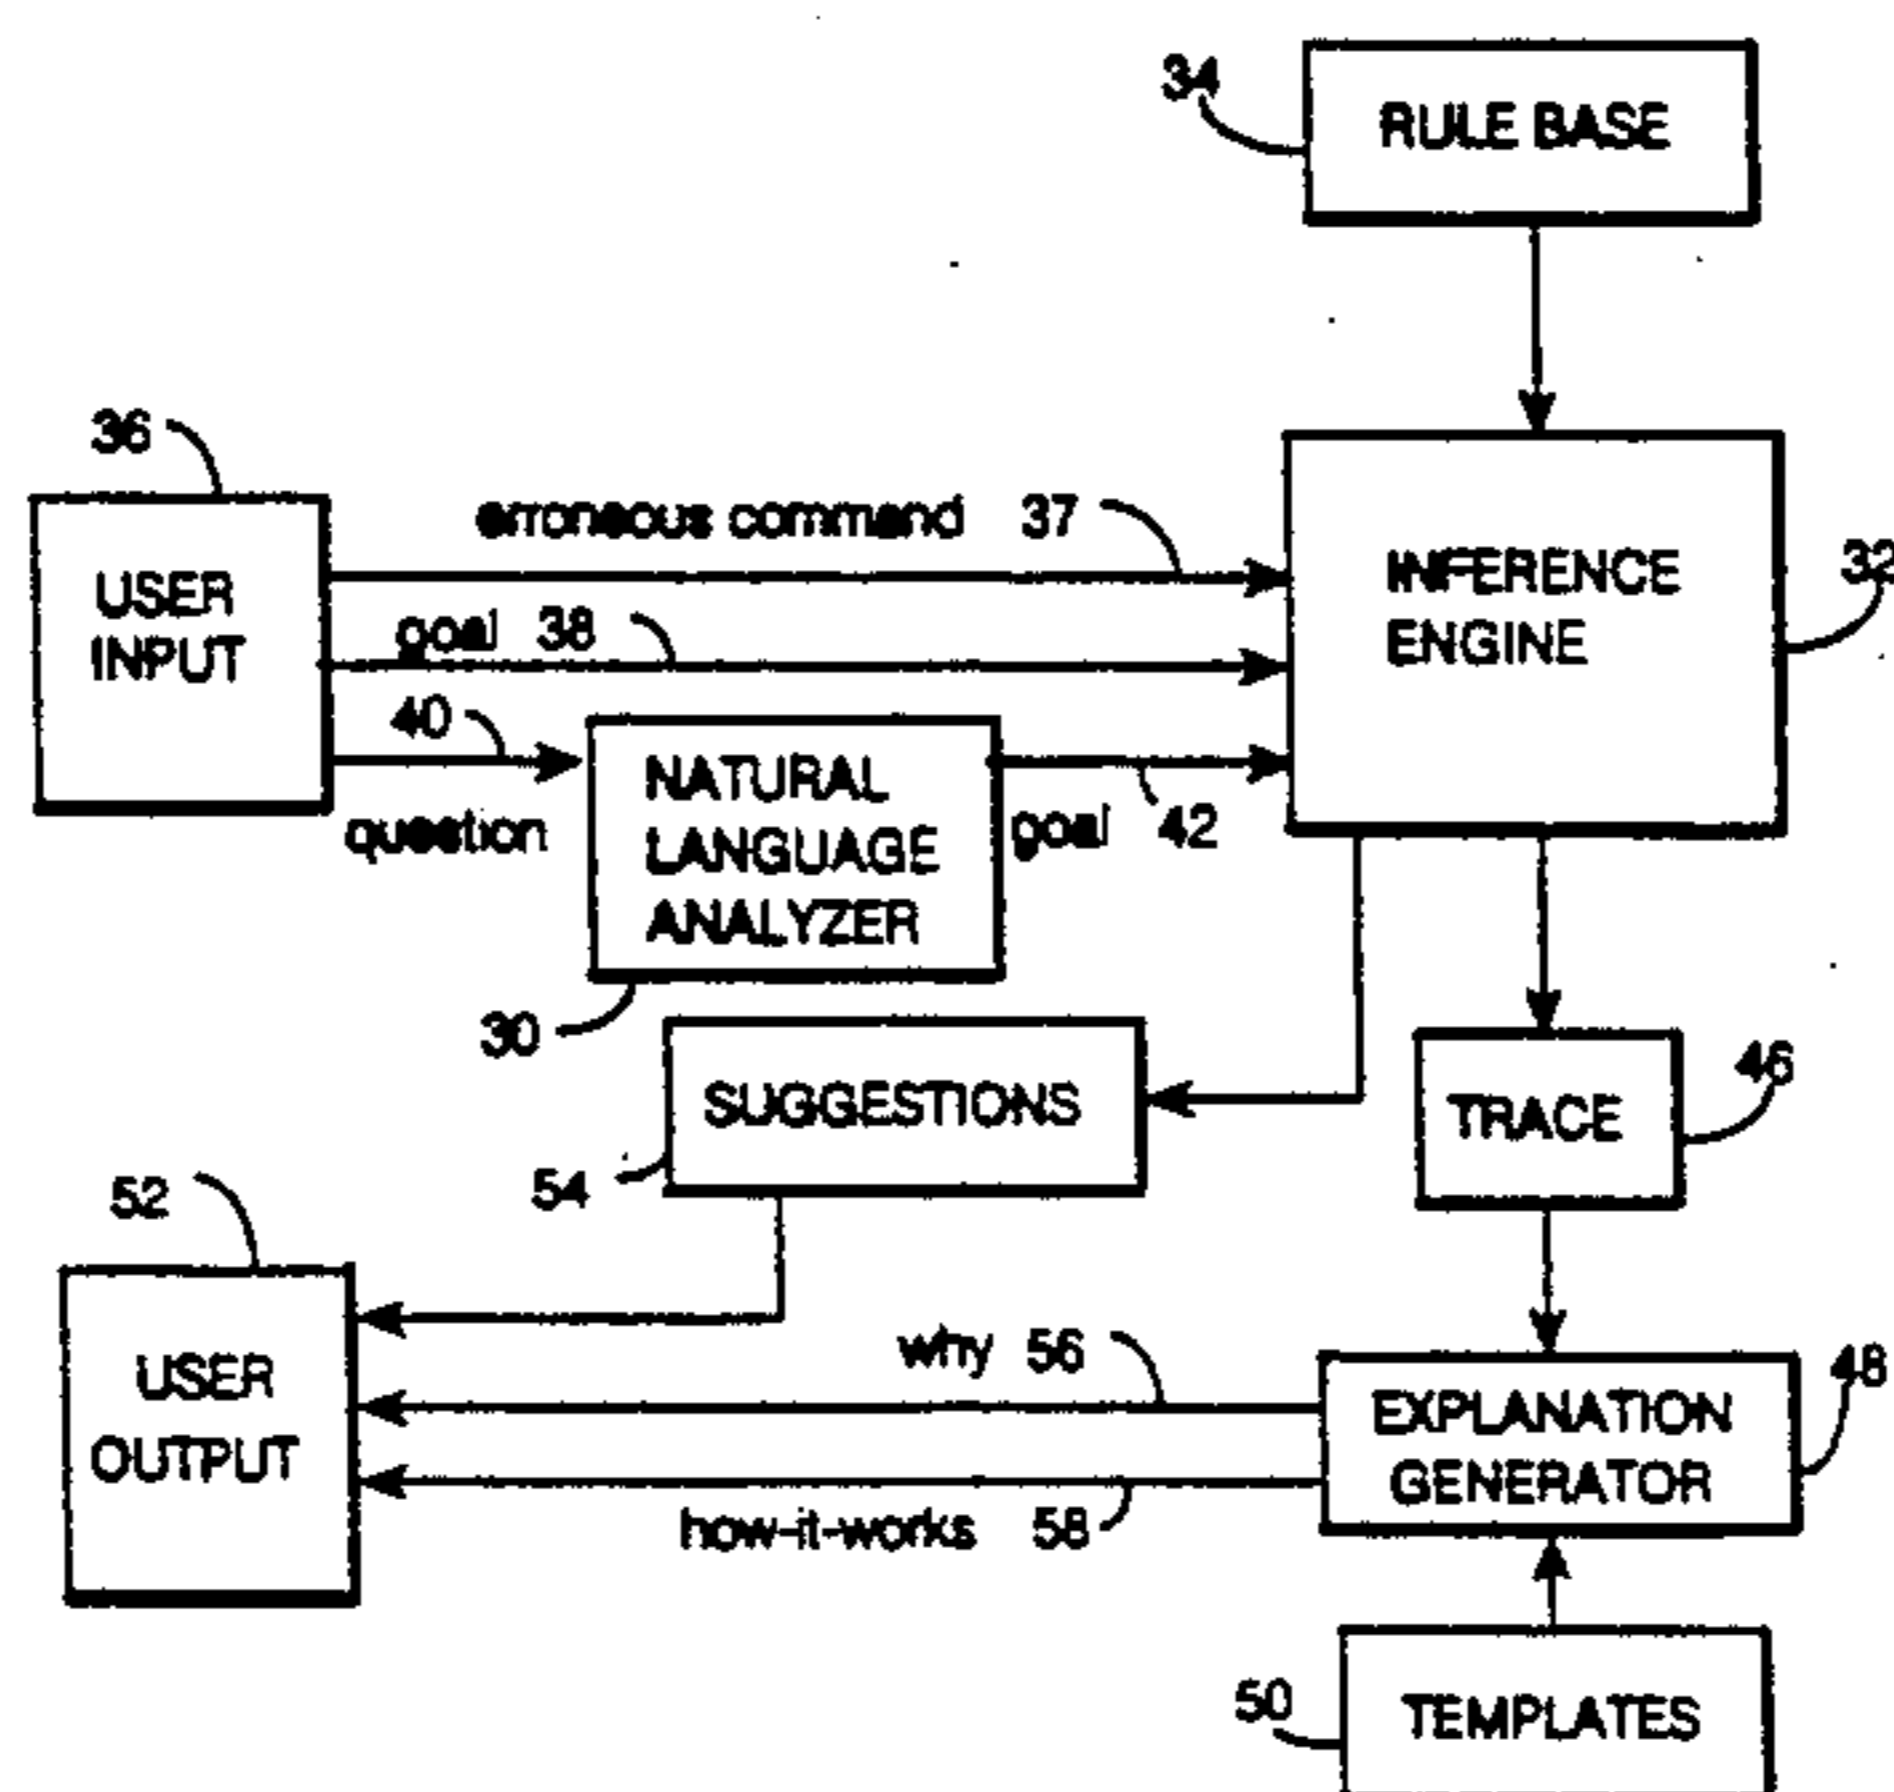 34
RULE BASE
36
erroneous command 37
USER
INPUT
INFERENCE
ENGINE
32
goal 38
40
question
NATURAL
LANGUAGE
ANALYZER
goal 42
30
SUGGESTIONS
54
TRACE
46
52
USER
OUTPUT
why 56
EXPLANATION
GENERATOR
48
how-it-works 58
50
TEMPLATES